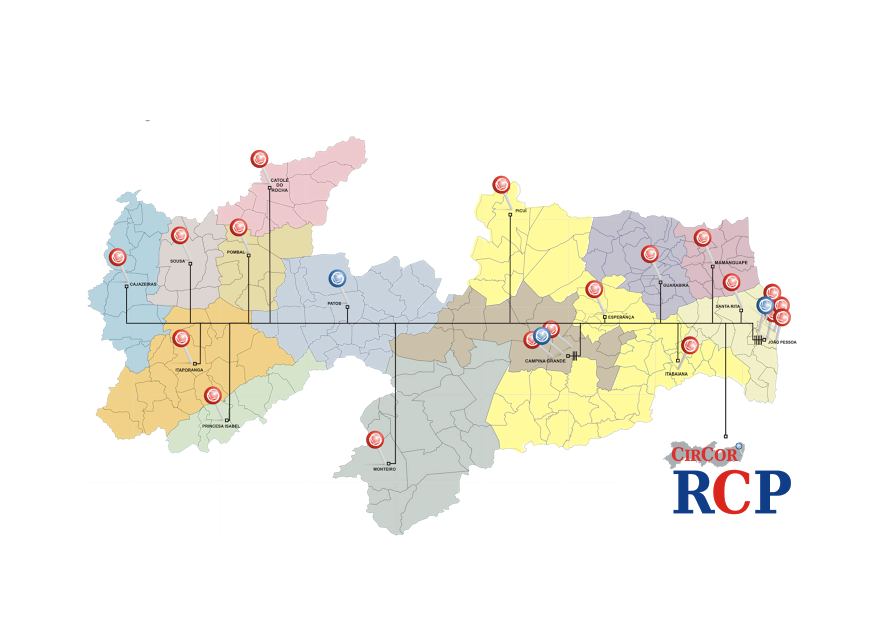 CATOLÉ
DO
ROCHA
PICUÍ
SOUSA
POMBAL
MAMANGUAPE
CAJAZEIRAS
GUARABIRA
PATOS
SANTA RITA
ESPERANÇA
JOÃO PESSOA
CAMPINA GRANDE
ITAPORANGA
ITABAIANA
PRINCESA ISABEL
MONTEIRO
CIRCOR
RCP